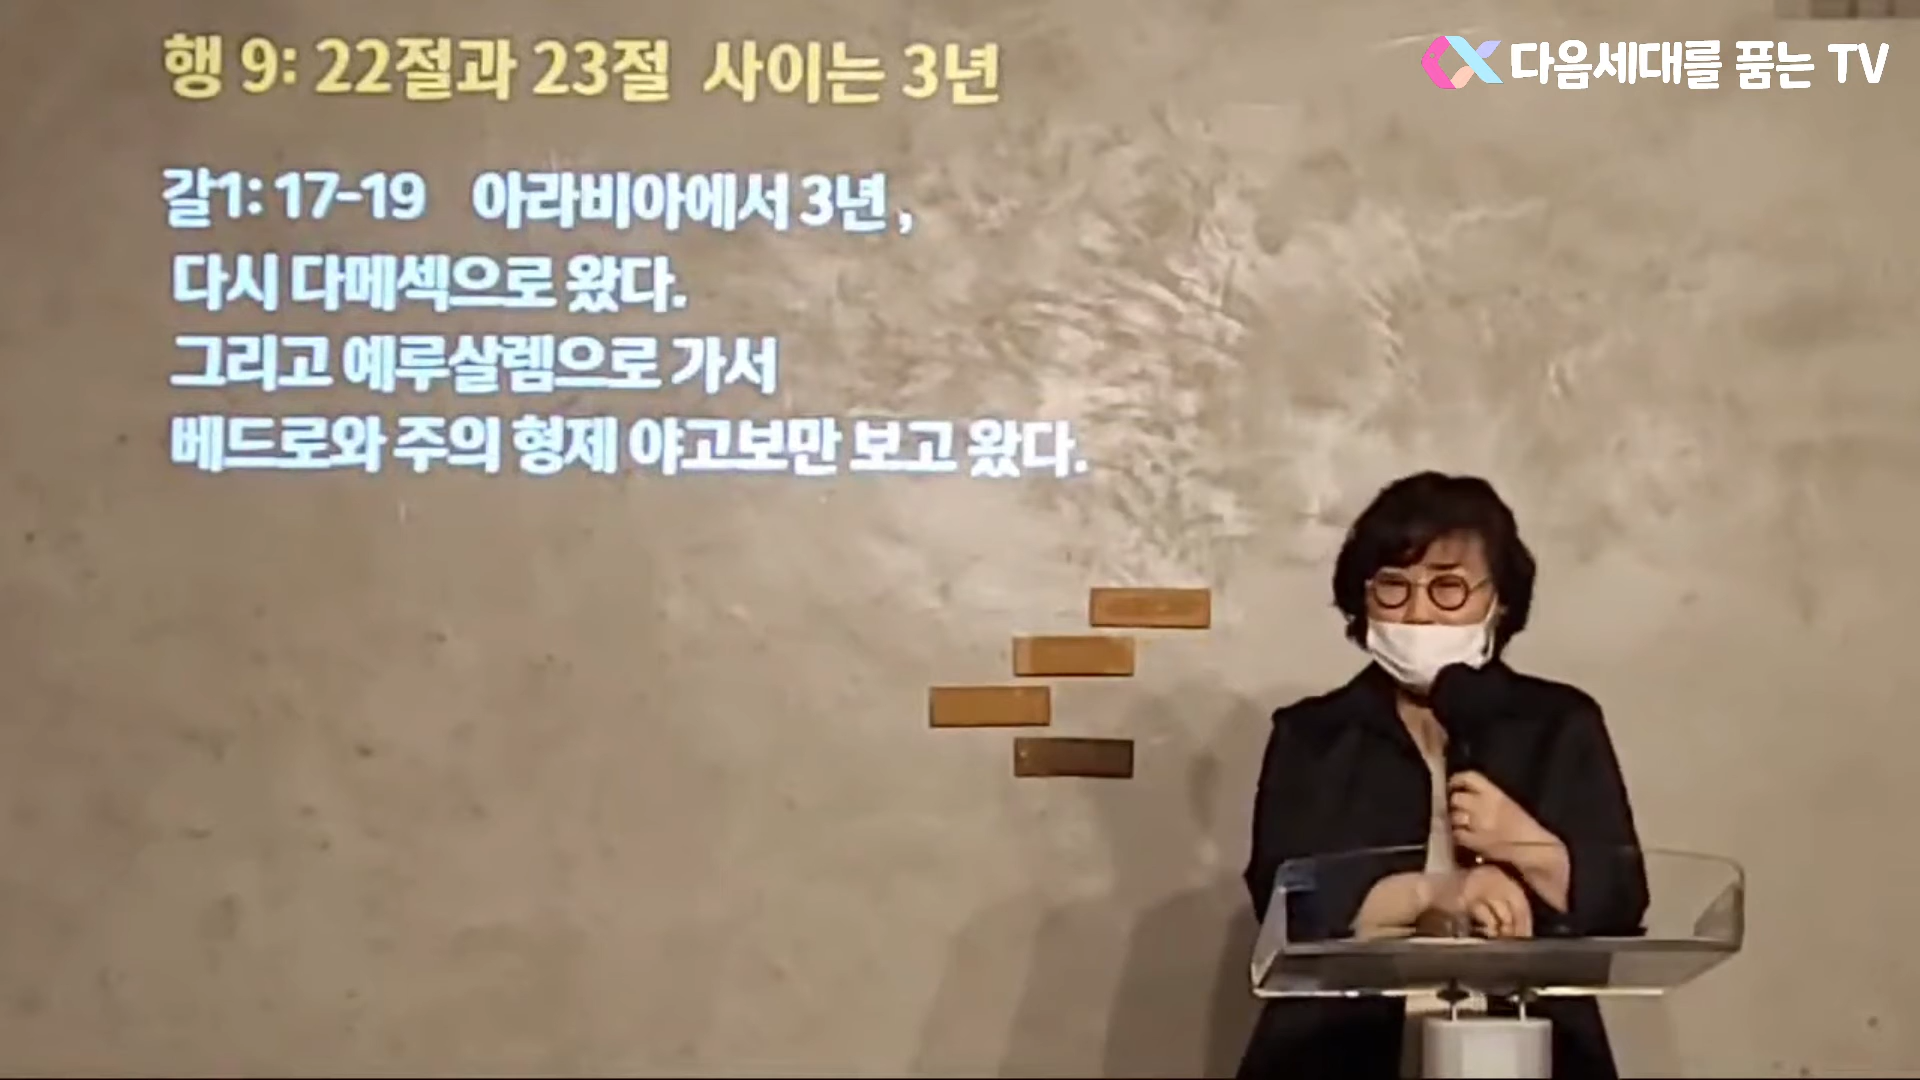 행 9: 22절과 23절 사이는 3년
다음세대를 품는 TV
갈1: 17-19 아라비아에서 3년 ,
다시 다메섹으로 왔다.
그리고 예루살렘으로 가서
베드로와 주의 형제 야고보만 보고 왔다.